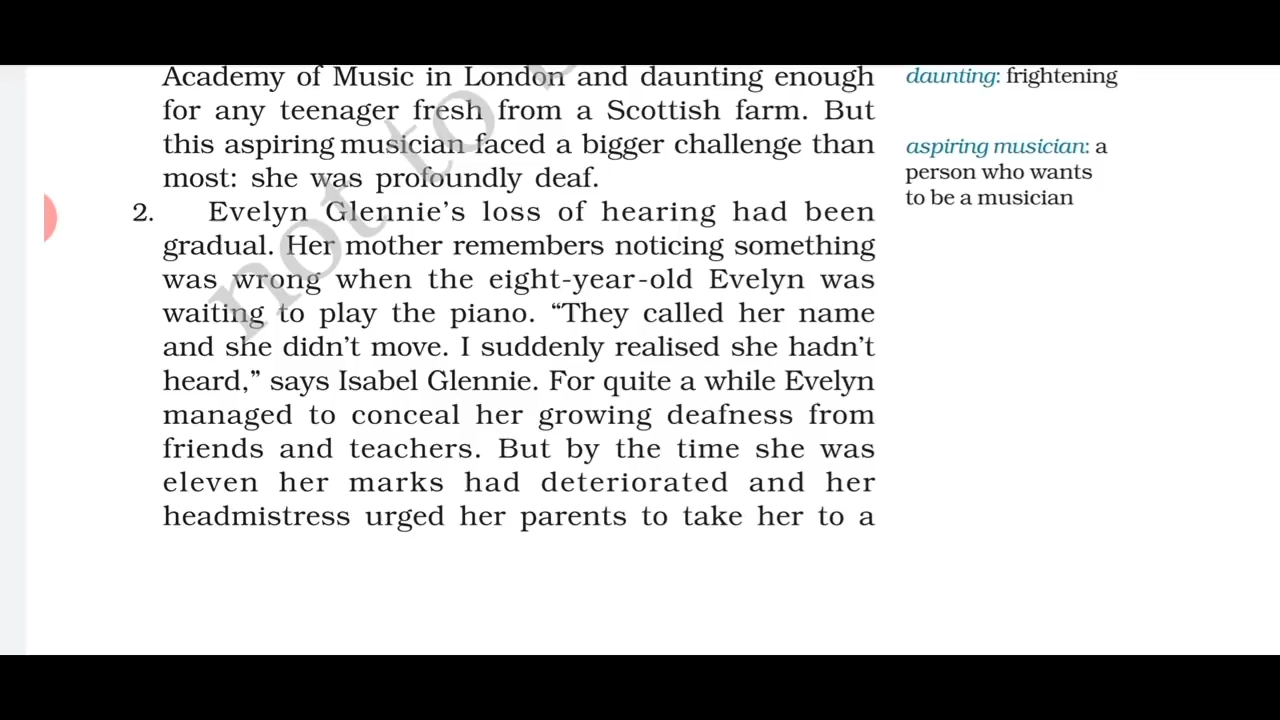 Academy of Music in London and daunting enough
for any teenager fresh from a Scottish farm. But
this aspiring musician faced a bigger challenge than
most: she was profoundly deaf.
2. Evelyn Glennie’s loss of hearing had been
gradual. Her mother remembers noticing something
was wrong when the eight-year-old Evelyn was
waiting to play the piano. “They called her name
and she didn’t move. I suddenly realised she hadn’t
heard,” says Isabel Glennie. For quite a while Evelyn
managed to conceal her growing deafness from
friends and teachers. But by the time she was
eleven her marks had deteriorated and her
headmistress urged her parents to take her to a
daunting: frightening
aspiring musician: a
person who wants
to be a musician
not to